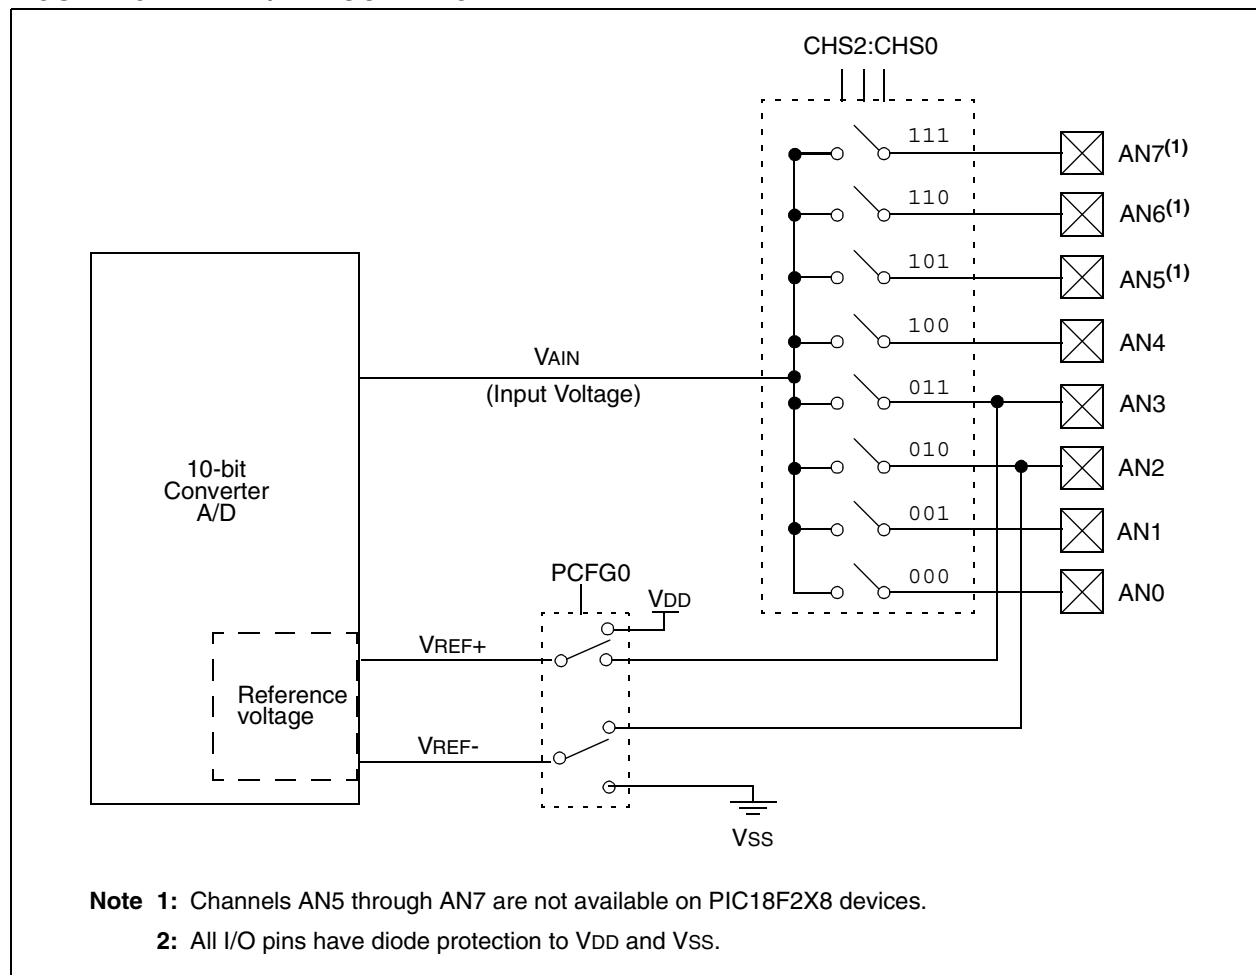 CHS2:CHS0
111
AN7(1)
110
AN6(1)
101
AN5(1)
100
AN4
VAIN
(Input Voltage)
011
AN3
010
AN2
10-bit
Converter
A/D
001
AN1
PCFG0
000
AN0
VDD
VREF+
Reference
voltage
VREF-
VSS
Note 1: Channels AN5 through AN7 are not available on PIC18F2X8 devices.
2: All I/O pins have diode protection to VDD and VSS.